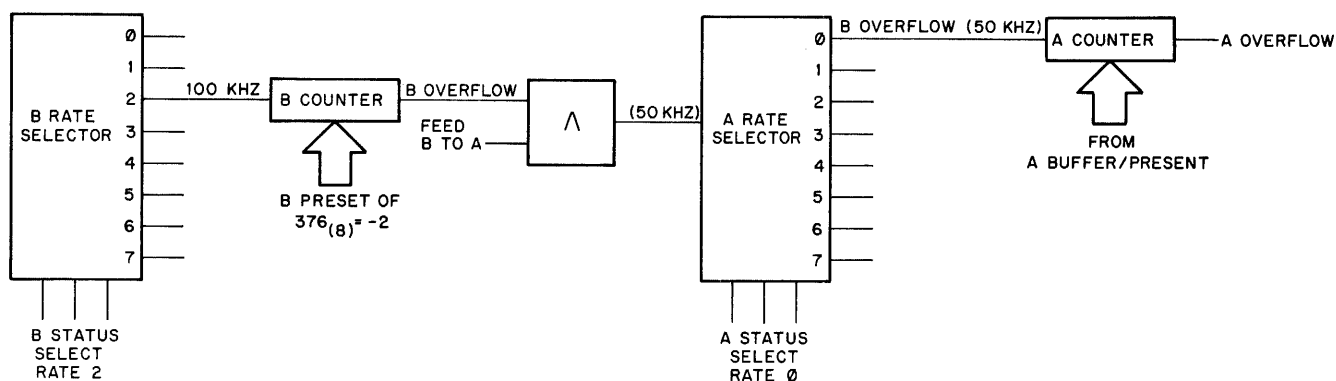 B RATE
SELECTOR
Ø
1
2
3
4
5
6
7
B STATUS
SELECT
RATE 2
100 KHZ
B COUNTER
B PRESET OF
376(8) = -2
B OVERFLOW
FEED
B TO A
Λ
(50 KHZ)
A RATE
SELECTOR
Ø
1
2
3
4
5
6
7
A STATUS
SELECT
RATE Ø
B OVERFLOW (50 KHZ)
A COUNTER
A OVERFLOW
FROM
A BUFFER/PRESENT